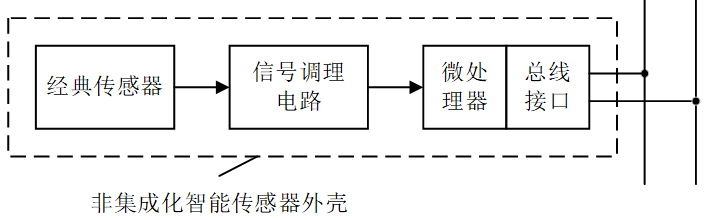 经典传感器
信号调理
电路
微处
理器
总线
接口
非集成化智能传感器外壳